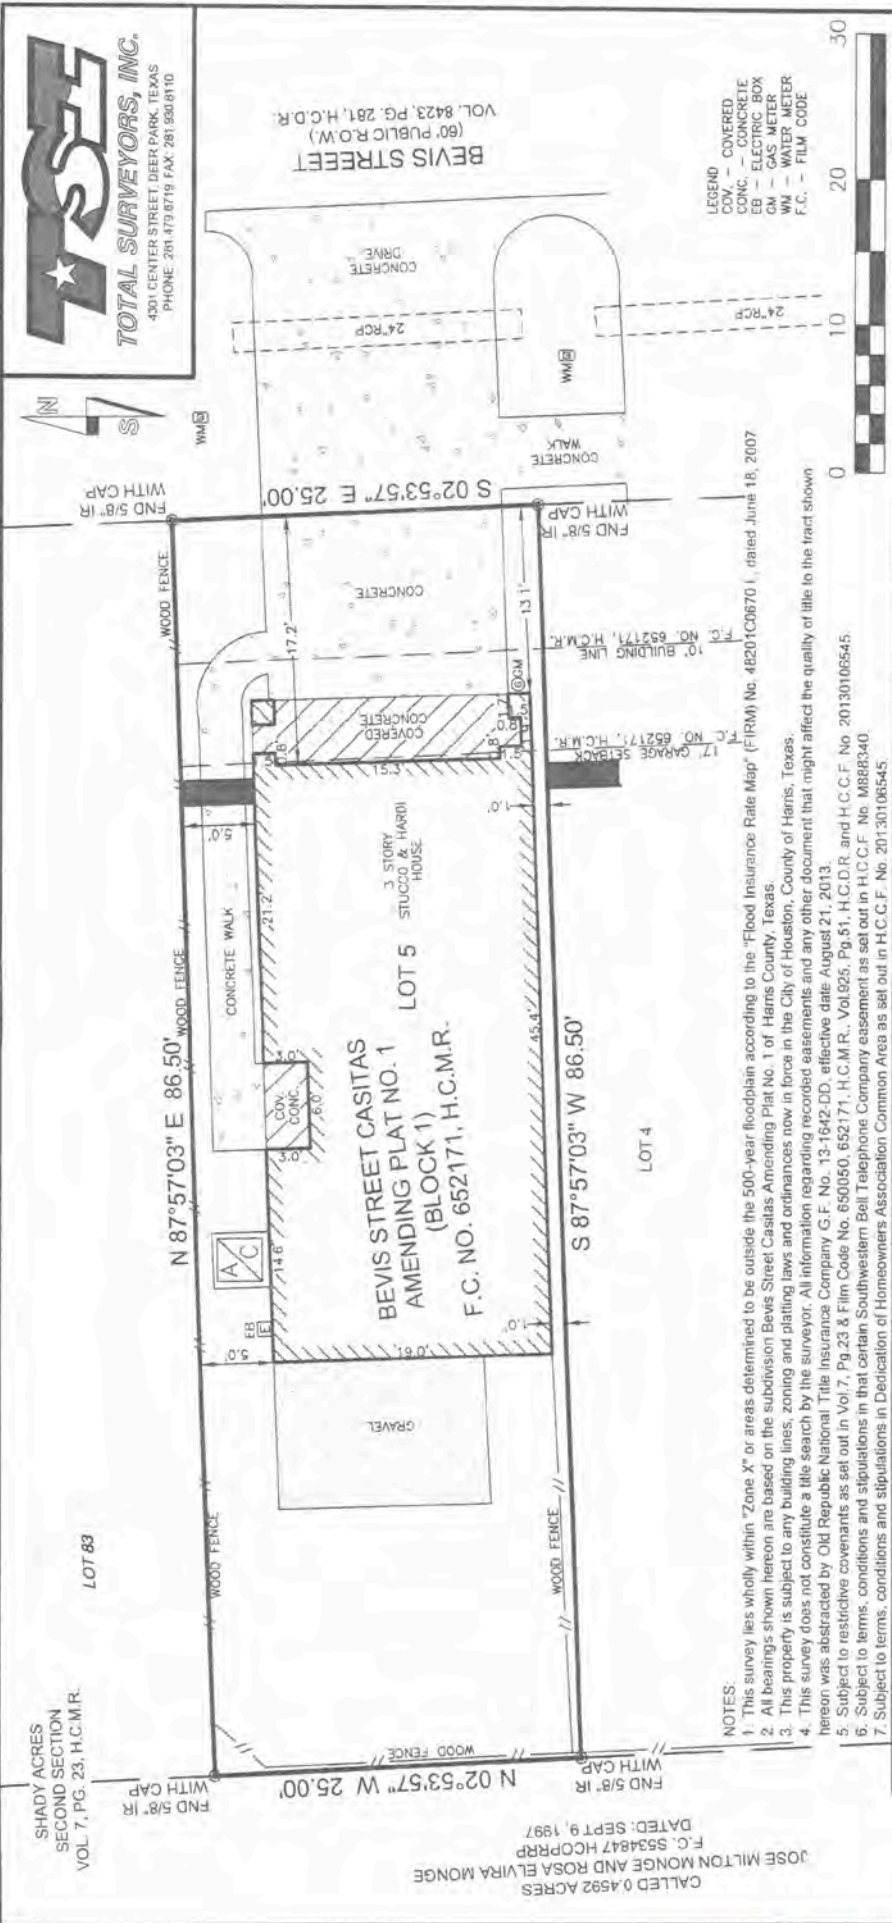 SHADY ACRES
SECOND SECTION
VOL. 7, PG. 23, H.C.M.R.
LOT 83
TSI
TOTAL SURVEYORS, INC.
4301 CENTER STREET, DEER PARK, TEXAS
PHONE 281.479.8719 FAX: 281.930.8110
N
S
FND 5/8" IR
WITH CAP
N 87°57'03" E 86.50'
FND 5/8" IR
WITH CAP
WM
WOOD FENCE
WOOD FENCE
WOOD FENCE
CALLED 0.4592 ACRES
JOSE MILTON MONGE AND ROSA ELVIRA MONGE
F.C. S534847 HCOPRRP
DATED: SEPT 9, 1997
N 02°53'57" W 25.00'
WOOD FENCE
WOOD FENCE
GRAVEL
A/C
EB
E
5.0'
14.6'
3.0'
COV.
CONC.
6.0'
3.0'
CONCRETE WALK
21.2'
5.0'
19.0'
BEVIS STREET CASITAS
AMENDING PLAT NO. 1
(BLOCK 1)
F.C. NO. 652171, H.C.M.R.
LOT 5
3 STORY
STUCCO & HARDI
HOUSE
1.0'
45.4'
1.0'
15.3'
0.8'
COVERED
CONCRETE
0.8'
1.7'
GM
17.2'
CONCRETE
13.1'
17' GARAGE SETBACK
F.C. NO. 652171, H.C.M.R.
10' BUILDING LINE
F.C. NO. 652171, H.C.M.R.
S 02°53'57" E 25.00'
FND 5/8" IR
WITH CAP
FND 5/8" IR
WITH CAP
S 87°57'03" W 86.50'
LOT 4
CONCRETE
WALK
WM
24"RCP
24"RCP
CONCRETE
DRIVE
BEVIS STREEET
(60' PUBLIC R.O.W.)
VOL. 8423, PG. 281, H.C.D.R.
LEGEND
COV. - COVERED
CONC. - CONCRETE
EB - ELECTRIC BOX
GM - GAS METER
WM - WATER METER
F.C. - FILM CODE
0 10 20 30
NOTES:
1. This survey lies wholly within "Zone X" or areas determined to be outside the 500-year floodplain according to the "Flood Insurance Rate Map" (FIRM) No. 48201C0670 L, dated June 18, 2007
2. All bearings shown hereon are based on the subdivision Bevis Street Casitas Amending Plat No. 1 of Harris County, Texas.
3. This property is subject to any building lines, zoning and platting laws and ordinances now in force in the City of Houston, County of Harris, Texas.
4. This survey does not constitute a title search by the surveyor. All information regarding recorded easements and any other document that might affect the quality of title to the tract shown
hereon was abstracted by Old Republic National Title Insurance Company G.F. No. 13-1642-DD, effective date August 21, 2013.
5. Subject to restrictive covenants as set out in Vol.7, Pg.23 & Film Code No. 650050, 652171, H.C.M.R., Vol.925, Pg.51, H.C.D.R. and H.C.C.F. No. 20130106545.
6. Subject to terms, conditions and stipulations in that certain Southwestern Bell Telephone Company easement as set out in H.C.C.F. No. M888340.
7. Subject to terms, conditions and stipulations in Dedication of Homeowners Association Common Area as set out in H.C.C.F. No. 20130106545.